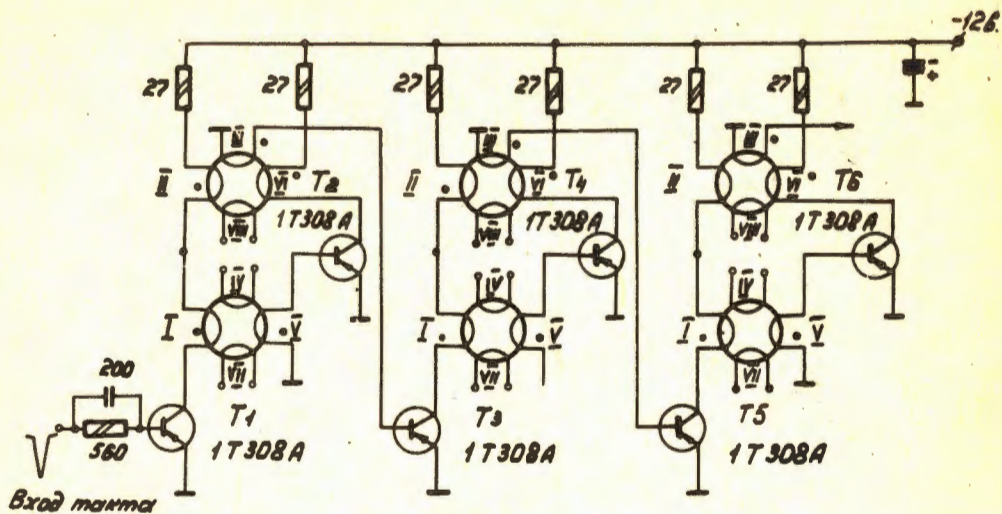 -12в.
27 27 27 27 27 27
III III III
II VI T2 II VI T4 II VI T6
1T308A 1T308A 1T308A
VIII VIII VIII
IV IV IV
I V I V I V
VII VII VII
200 T1 T3 T5
560 1T308A 1T308A 1T308A
Вход такта